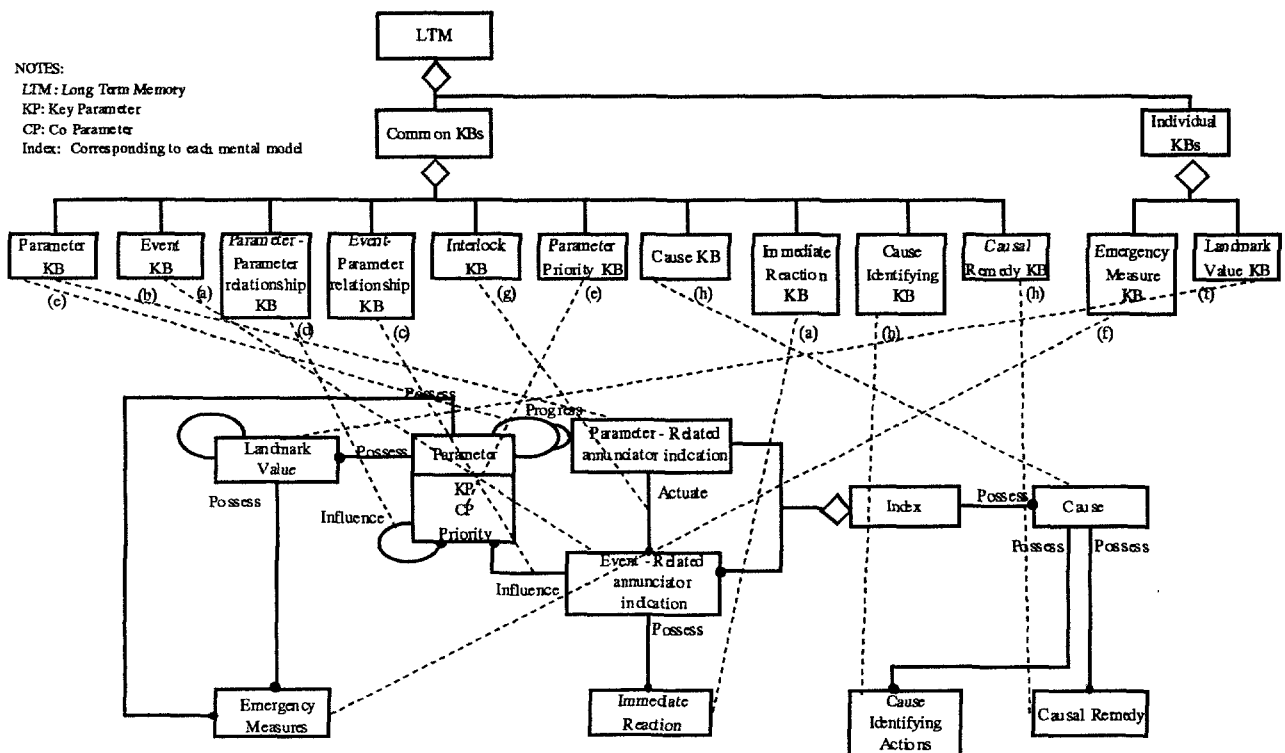 LTM
NOTES:
LTM: Long Term Memory
KP: Key Parameter
CP: Co Parameter
Index: Corresponding to each mental model
Common KBs
Individual
KBs
Parameter
KB
Event
KB
Parameter -
Parameter
relationship
KB
Event-
Parameter
relationship
KB
Interlock
KB
Parameter
Priority KB
Cause KB
Immediate
Reaction
KB
Cause
Identifying
KB
Causal
Remedy KB
Emergency
Measure
KB
Landmark
Value KB
(c)
(b)
(a)
(d)
(c)
(g)
(e)
(h)
(a)
(b)
(h)
(f)
(f)
Possess
Progress
Landmark
Value
Possess
Parameter
KP
CP
Priority
Parameter - Related
annunciator indication
Possess
Influence
Actuate
Index
Possess
Cause
Possess
Possess
Influence
Event - Related
annunciator
indication
Possess
Emergency
Measures
Immediate
Reaction
Cause
Identifying
Actions
Causal Remedy